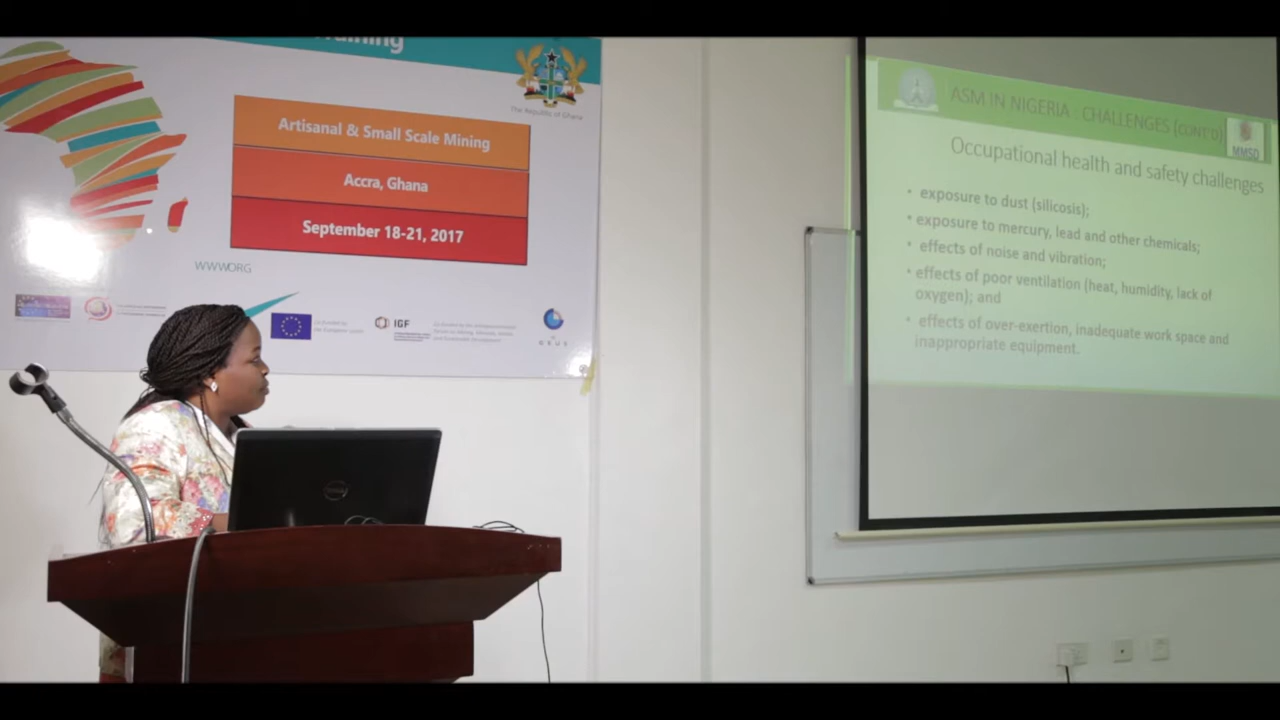 Training
The Republic of Ghana
Artisanal & Small Scale Mining
Accra, Ghana
September 18-21, 2017
WWW.ORG
IGF
ASM IN NIGERIA : CHALLENGES (CONT'D)
MMSD
Occupational health and safety challenges
• exposure to dust (silicosis);
• exposure to mercury, lead and other chemicals;
• effects of noise and vibration;
• effects of poor ventilation (heat, humidity, lack of
oxygen); and
• effects of over-exertion, inadequate work space and
inappropriate equipment.